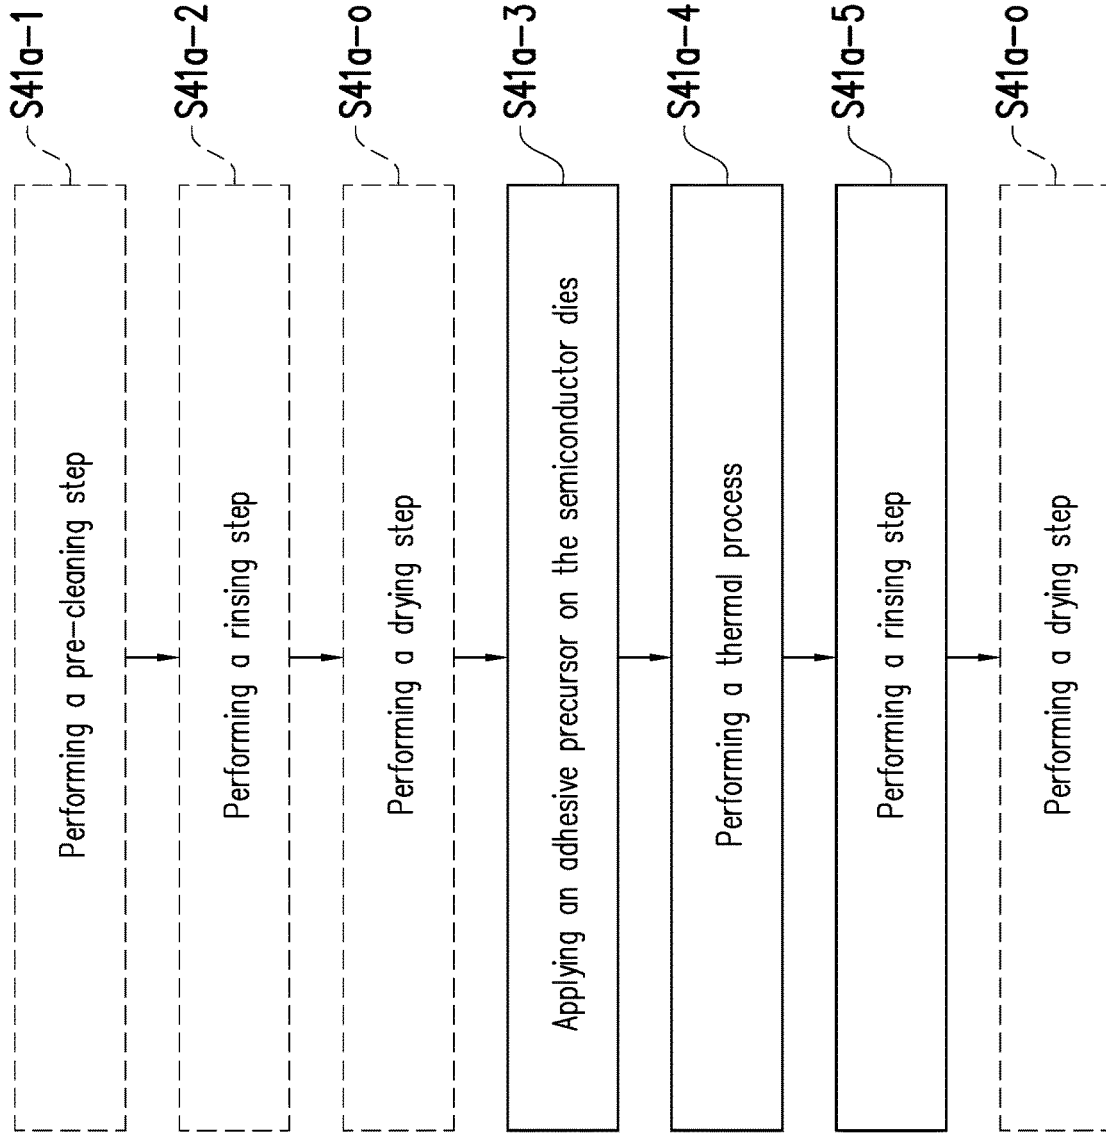 Performing a pre-cleaning step
S41a-1
Performing a rinsing step
S41a-2
Performing a drying step
S41a-o
Applying an adhesive precursor on the semiconductor dies
S41a-3
Performing a thermal process
S41a-4
Performing a rinsing step
S41a-5
Performing a drying step
S41a-o